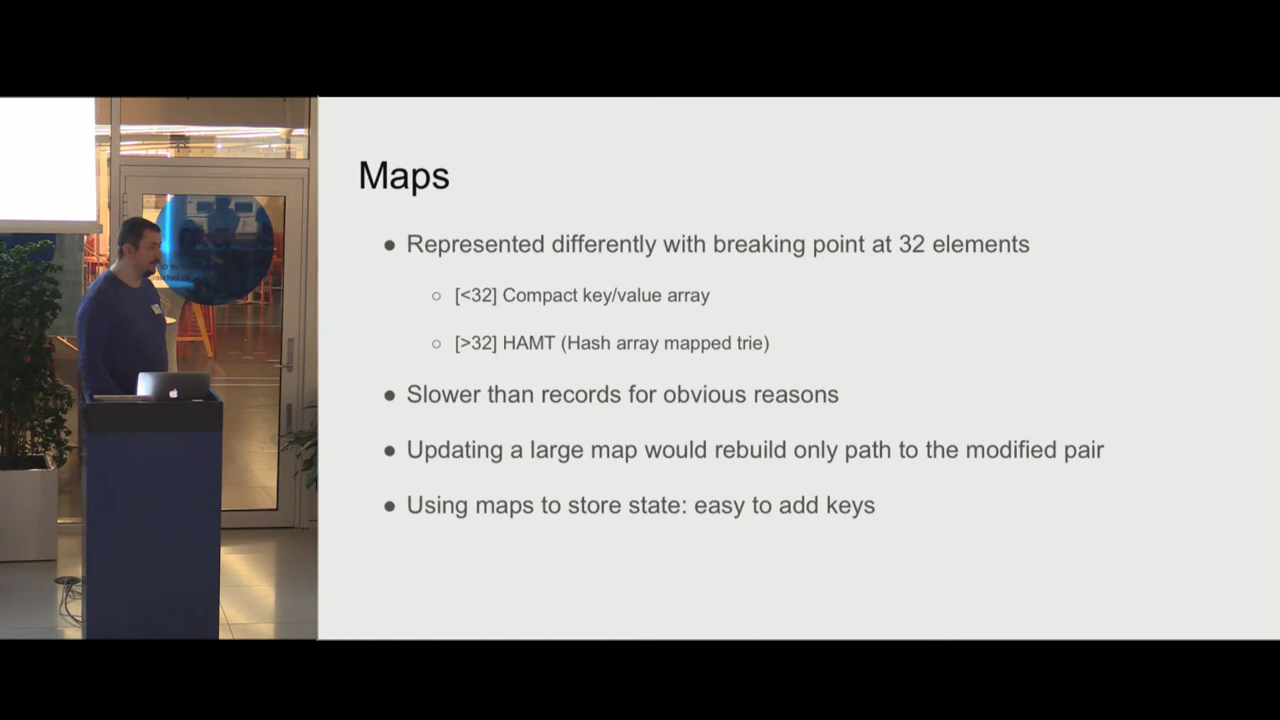 Maps
● Represented differently with breaking point at 32 elements
○ [<32] Compact key/value array
○ [>32] HAMT (Hash array mapped trie)
● Slower than records for obvious reasons
● Updating a large map would rebuild only path to the modified pair
● Using maps to store state: easy to add keys